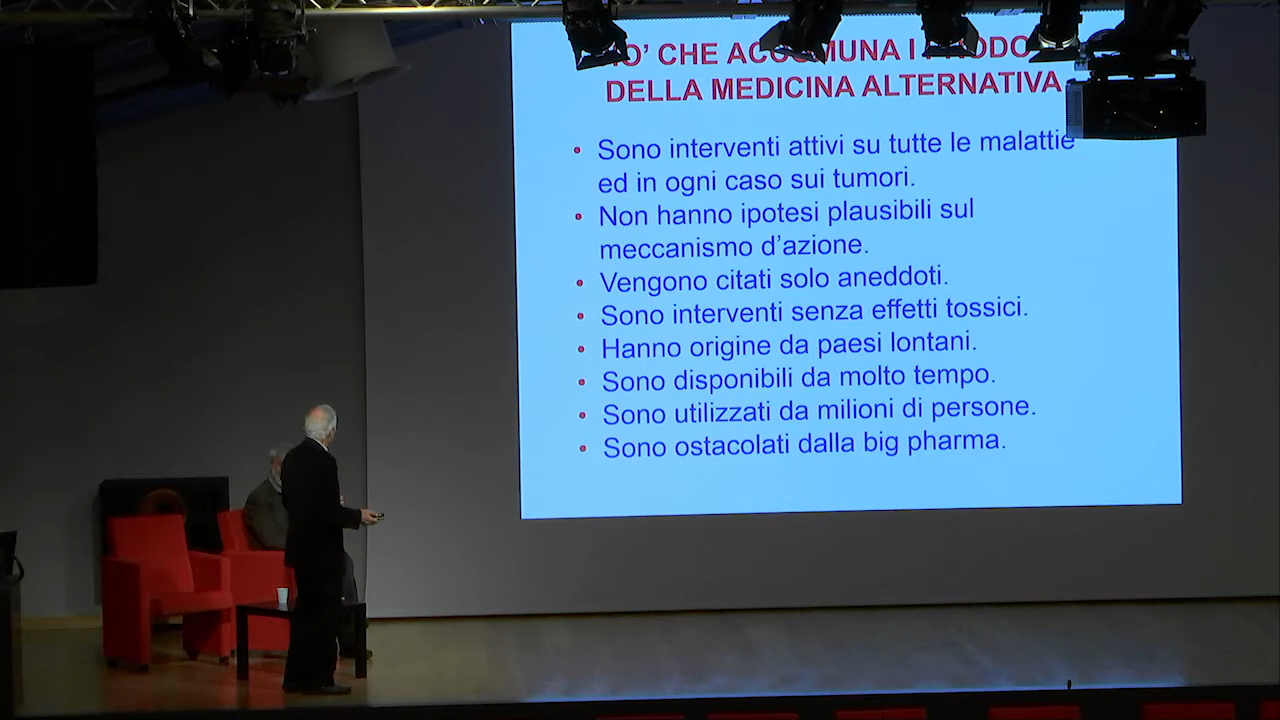 CHE ACCOMUNA I
DELLA MEDICINA ALTERNATIVA
• Sono interventi attivi su tutte le malattie
ed in ogni caso sui tumori.
• Non hanno ipotesi plausibili sul
meccanismo d'azione.
• Vengono citati solo aneddoti.
• Sono interventi senza effetti tossici.
• Hanno origine da paesi lontani.
• Sono disponibili da molto tempo.
• Sono utilizzati da milioni di persone.
• Sono ostacolati dalla big pharma.